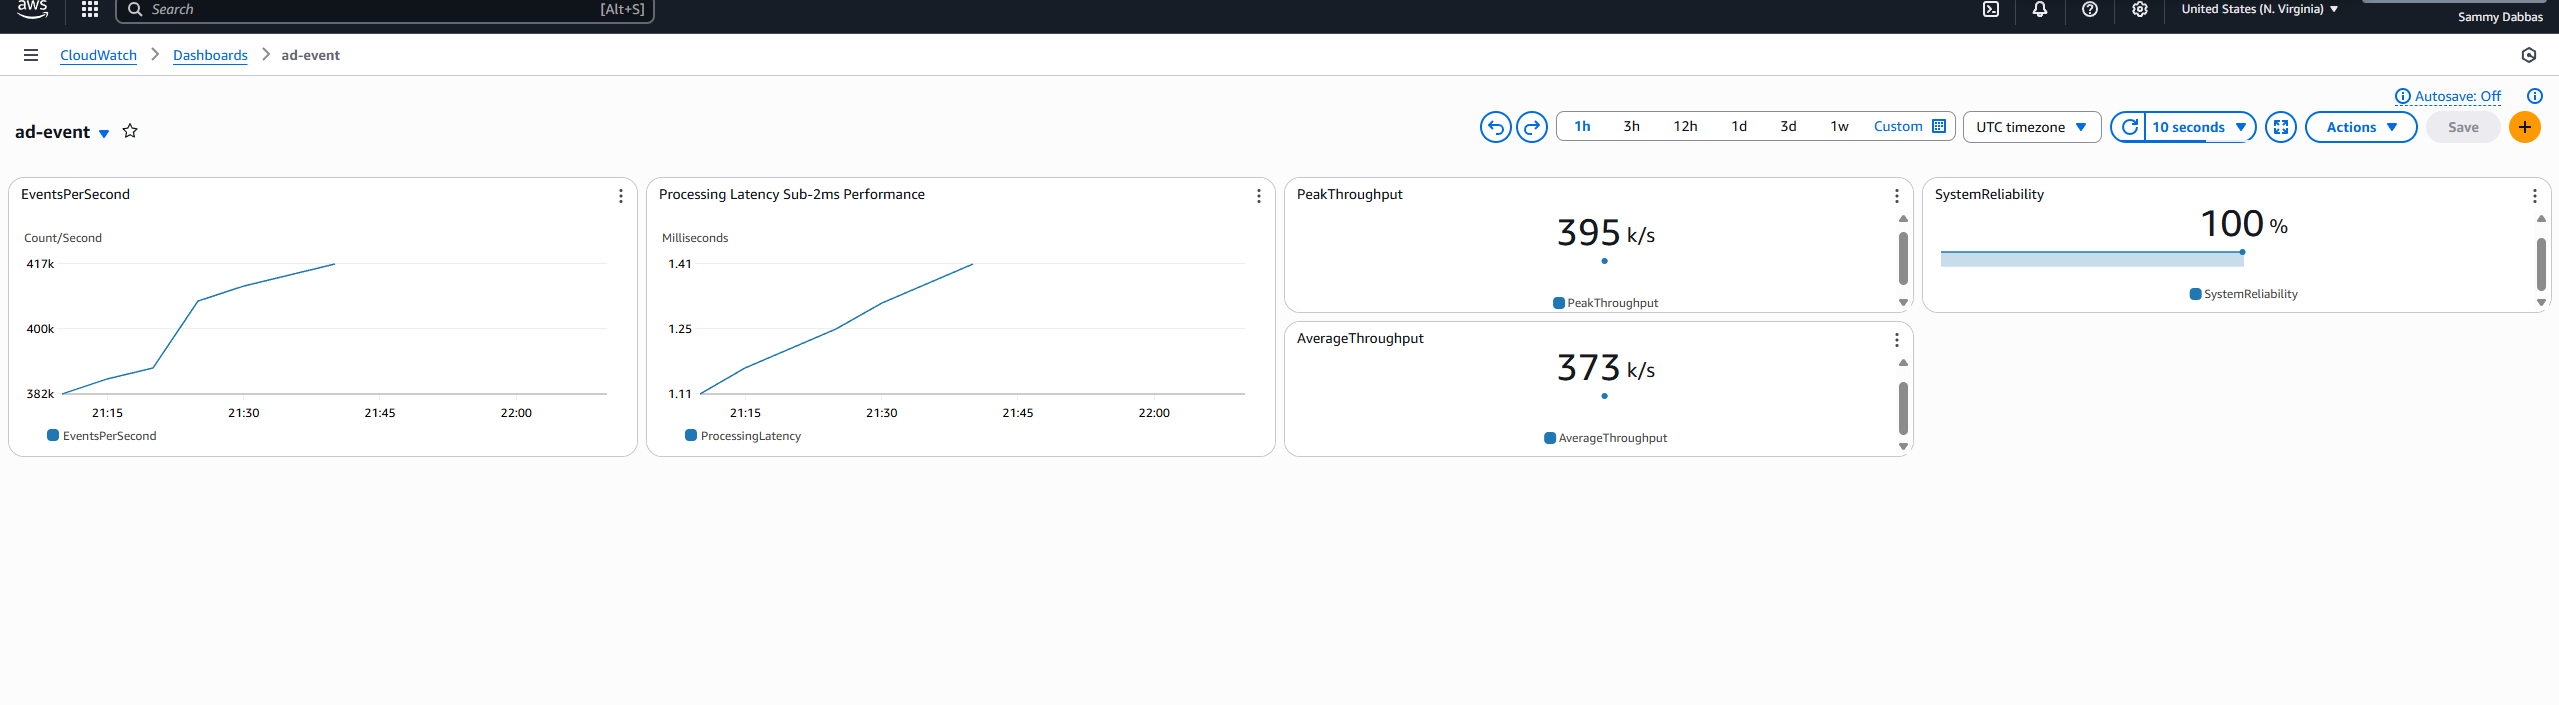 aws
Search [Alt+S]
United States (N. Virginia)
Sammy Dabbas
CloudWatch Dashboards ad-event
Autosave: Off
ad-event
1h 3h 12h 1d 3d 1w Custom UTC timezone 10 seconds Actions Save
EventsPerSecond
Count/Second
417k
400k
382k
21:15 21:30 21:45 22:00
EventsPerSecond
Processing Latency Sub-2ms Performance
Milliseconds
1.41
1.25
1.11
21:15 21:30 21:45 22:00
ProcessingLatency
PeakThroughput
395 k/s
PeakThroughput
SystemReliability
100 %
SystemReliability
AverageThroughput
373 k/s
AverageThroughput